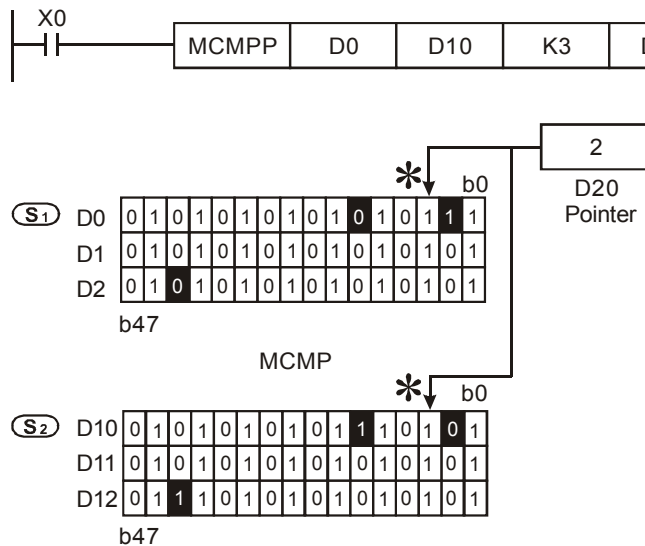 X0
MCMPP D0 D10 K3
2
* b0
D20
Pointer
S1 D0 0 1 0 1 0 1 0 1 0 1 0 1 0 1 1 1
D1 0 1 0 1 0 1 0 1 0 1 0 1 0 1 0 1
D2 0 1 0 1 0 1 0 1 0 1 0 1 0 1 0 1
b47
MCMP
* b0
S2 D10 0 1 0 1 0 1 0 1 0 1 1 1 0 1 0 1
D11 0 1 0 1 0 1 0 1 0 1 0 1 0 1 0 1
D12 0 1 1 1 0 1 0 1 0 1 0 1 0 1 0 1
b47